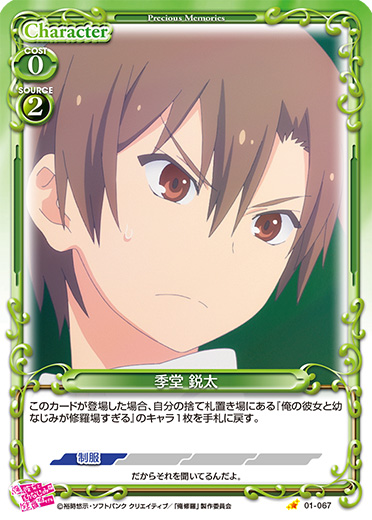 Precious Memories
Character
COST
0
SOURCE
2
季堂 鋭太
このカードが登場した場合、自分の捨て札置き場にある『俺の彼女と幼
なじみが修羅場すぎる』のキャラ1枚を手札に戻す。
制服
だからそれを聞いてるんだよ。
©裕時悠示・ソフトバンク クリエイティブ/「俺修羅」製作委員会
01-067